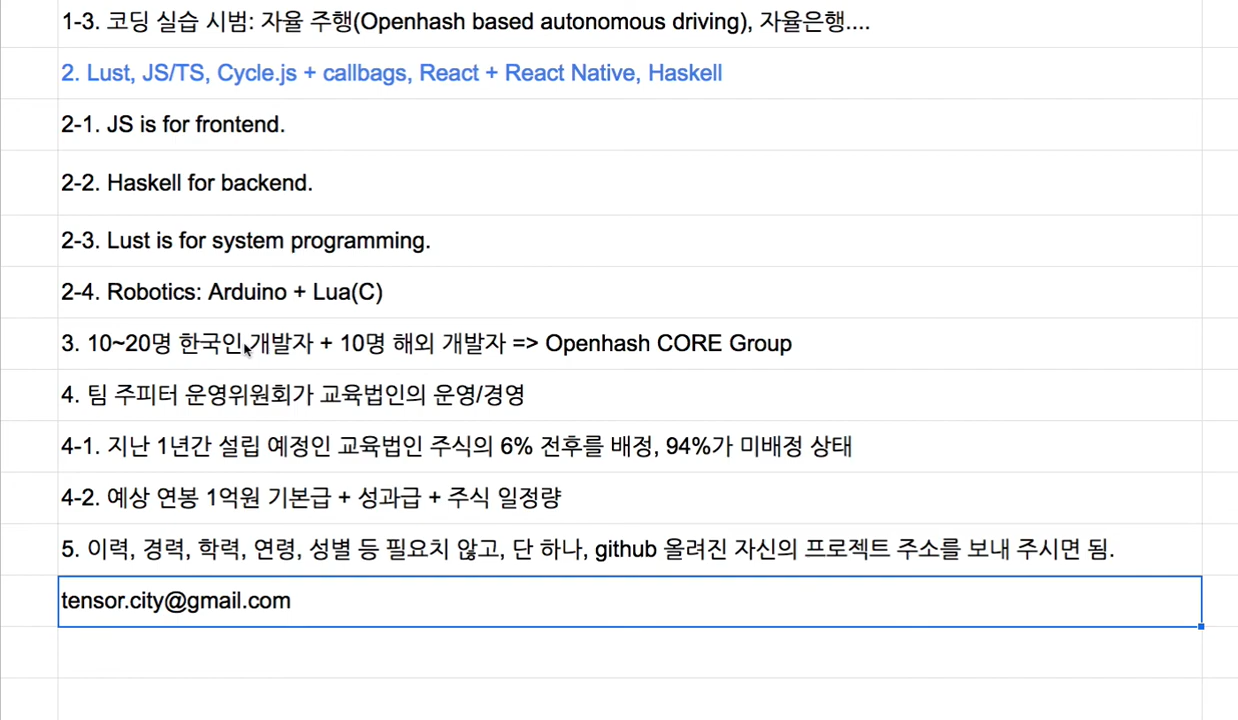 1-3. 코딩 실습 시범: 자율 주행(Openhash based autonomous driving), 자율은행....
2. Lust, JS/TS, Cycle.js + callbags, React + React Native, Haskell
2-1. JS is for frontend.
2-2. Haskell for backend.
2-3. Lust is for system programming.
2-4. Robotics: Arduino + Lua(C)
3. 10~20명 한국인 개발자 + 10명 해외 개발자 => Openhash CORE Group
4. 팀 주피터 운영위원회가 교육법인의 운영/경영
4-1. 지난 1년간 설립 예정인 교육법인 주식의 6% 전후를 배정, 94%가 미배정 상태
4-2. 예상 연봉 1억원 기본급 + 성과급 + 주식 일정량
5. 이력, 경력, 학력, 연령, 성별 등 필요치 않고, 단 하나, github 올려진 자신의 프로젝트 주소를 보내 주시면 됨.
tensor.city@gmail.com